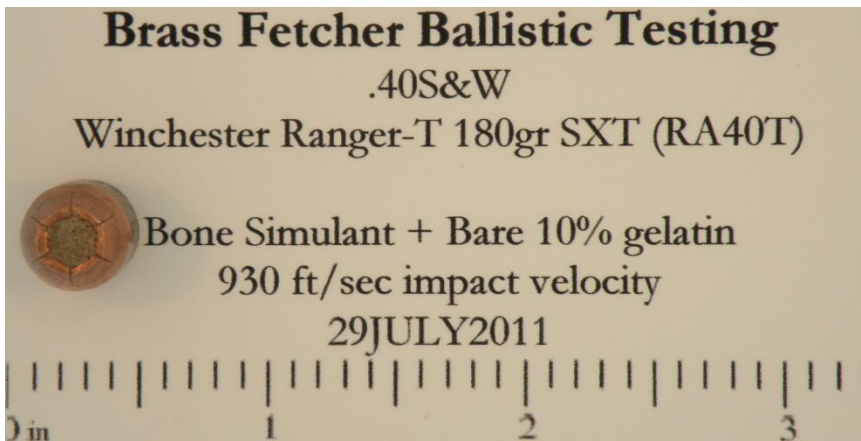 Brass Fetcher Ballistic Testing
.40S&W
Winchester Ranger-T 180gr SXT (RA40T)
Bone Simulant + Bare 10% gelatin
930 ft/sec impact velocity
29JULY2011
0 in 1 2 3